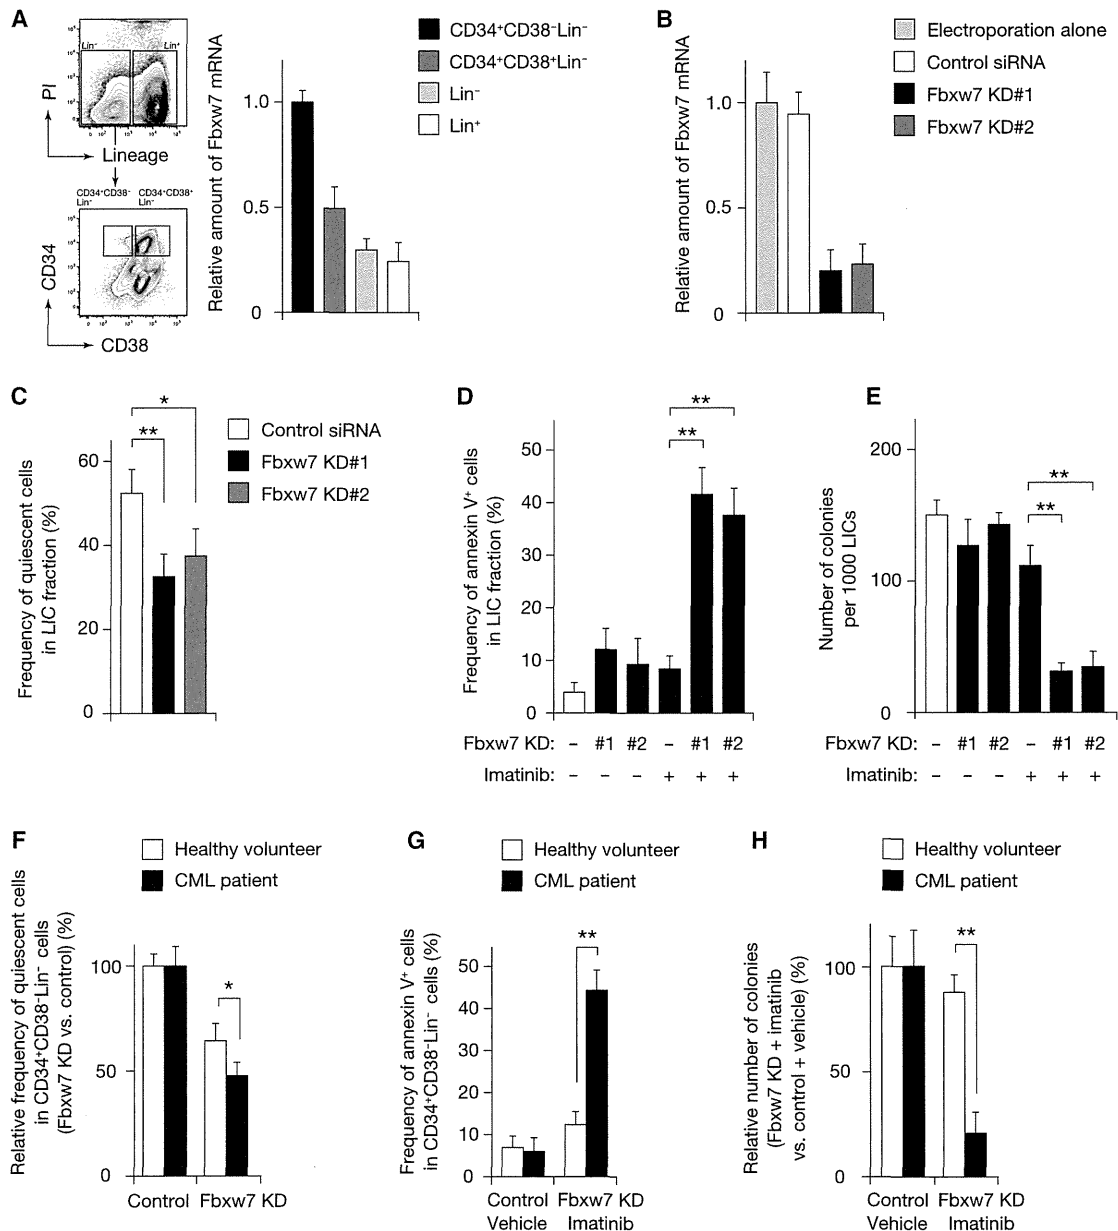 A
Lin⁻
Lin⁺
PI
Lineage
CD34⁺CD38⁻
Lin⁻
CD34⁺CD38⁺
Lin⁻
CD34
CD38
Relative amount of Fbxw7 mRNA
1.0
0.5
0
CD34⁺CD38⁻Lin⁻
CD34⁺CD38⁺Lin⁻
Lin⁻
Lin⁺
B
Relative amount of Fbxw7 mRNA
1.0
0.5
0
Electroporation alone
Control siRNA
Fbxw7 KD#1
Fbxw7 KD#2
C
Frequency of quiescent cells
in LIC fraction (%)
60
40
20
0
*
**
Control siRNA
Fbxw7 KD#1
Fbxw7 KD#2
D
Frequency of annexin V⁺ cells
in LIC fraction (%)
50
40
30
20
10
0
**
**
Fbxw7 KD: – #1 #2 – #1 #2
Imatinib: – – – + + +
E
Number of colonies
per 1000 LICs
200
100
0
**
**
Fbxw7 KD: – #1 #2 – #1 #2
Imatinib: – – – + + +
F
Healthy volunteer
CML patient
Relative frequency of quiescent cells
in CD34⁺CD38⁻Lin⁻ cells
(Fbxw7 KD vs. control) (%)
100
50
0
*
Control Fbxw7 KD
G
Healthy volunteer
CML patient
Frequency of annexin V⁺ cells
in CD34⁺CD38⁻Lin⁻ cells (%)
50
40
30
20
10
0
**
Control Fbxw7 KD
Vehicle Imatinib
H
Healthy volunteer
CML patient
Relative number of colonies
(Fbxw7 KD + imatinib
vs. control + vehicle) (%)
100
50
0
**
Control Fbxw7 KD
Vehicle Imatinib